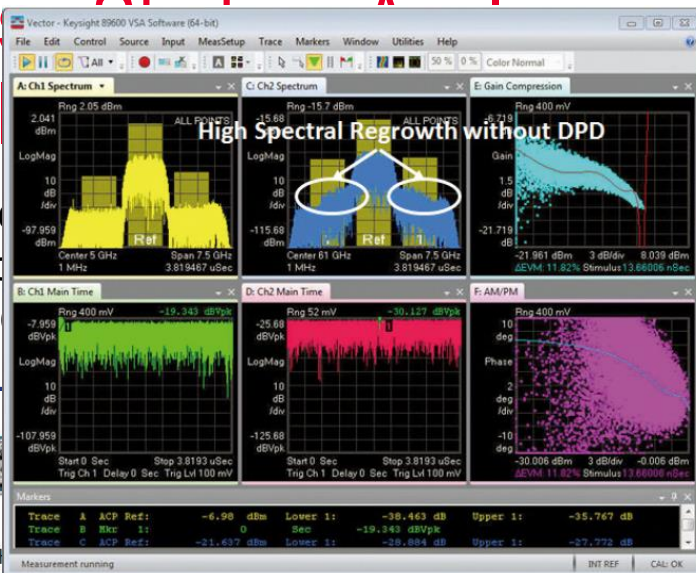 Vector - Keysight 89600 VSA Software (64-bit)
File Edit Control Source Input MeasSetup Trace Markers Window Utilities Help
All 50 % 0 % Color Normal
A: Ch1 Spectrum
Rng 2.05 dBm
2.041
dBm
ALL POINTS
LogMag
10
dB
/div
-97.959
dBm
Ref
Center 5 GHz Span 7.5 GHz
1 MHz 3.819467 uSec
C: Ch2 Spectrum
Rng -15.7 dBm
-15.68
dBm
ALL POINTS
LogMag
10
dB
/div
-115.68
dBm
Ref 1
Center 61 GHz Span 7.5 GHz
1 MHz 3.819467 uSec
High Spectral Regrowth without DPD
E: Gain Compression
Rng 400 mV
-6.719
dB
Gain
1.5
dB
/div
-21.719
dB
-21.961 dBm 3 dB/div 8.039 dBm
ΔEVM: 11.82% Stimulus 13.66006 nSec
B: Ch1 Main Time
Rng 400 mV -19.343 dBVpk
-7.959
dBVpk
LogMag
10
dB
/div
-107.959
dBVpk
Start 0 Sec Stop 3.8193 uSec
Trig Ch 1 Delay 0 Sec Trig Lvl 100 mV
D: Ch2 Main Time
Rng 52 mV -30.127 dBVpk
-25.68
dBVpk
LogMag
10
dB
/div
-125.68
dBVpk
Start 0 Sec Stop 3.8193 uSec
Trig Ch 1 Delay 0 Sec Trig Lvl 100 mV
F: AM/PM
Rng 400 mV
10
deg
Phase
2
deg
/div
-10
deg
-30.006 dBm 3 dB/div -0.006 dBm
ΔEVM: 11.82% Stimulus 13.66006 nSec
Markers
Trace A ACP Ref: -6.98 dBm Lower 1: -38.463 dB Upper 1: -35.767 dB
Trace B Mkr 1: 0 Sec -19.343 dBVpk
Trace C ACP Ref: -21.637 dBm Lower 1: -28.884 dB Upper 1: -27.772 dB
Measurement running INT REF CAL: OK